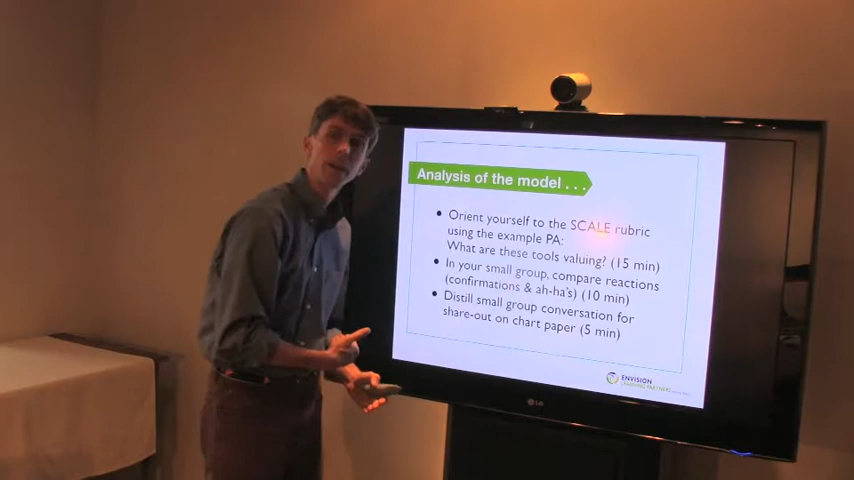 Analysis of the model . . .
• Orient yourself to the SCALE rubric
using the example PA:
What are these tools valuing? (15 min)
• In your small group, compare reactions
(confirmations & ah-ha's) (10 min)
• Distill small group conversation for
share-out on chart paper (5 min)
ENVISION
LEARNING PARTNERS
LG